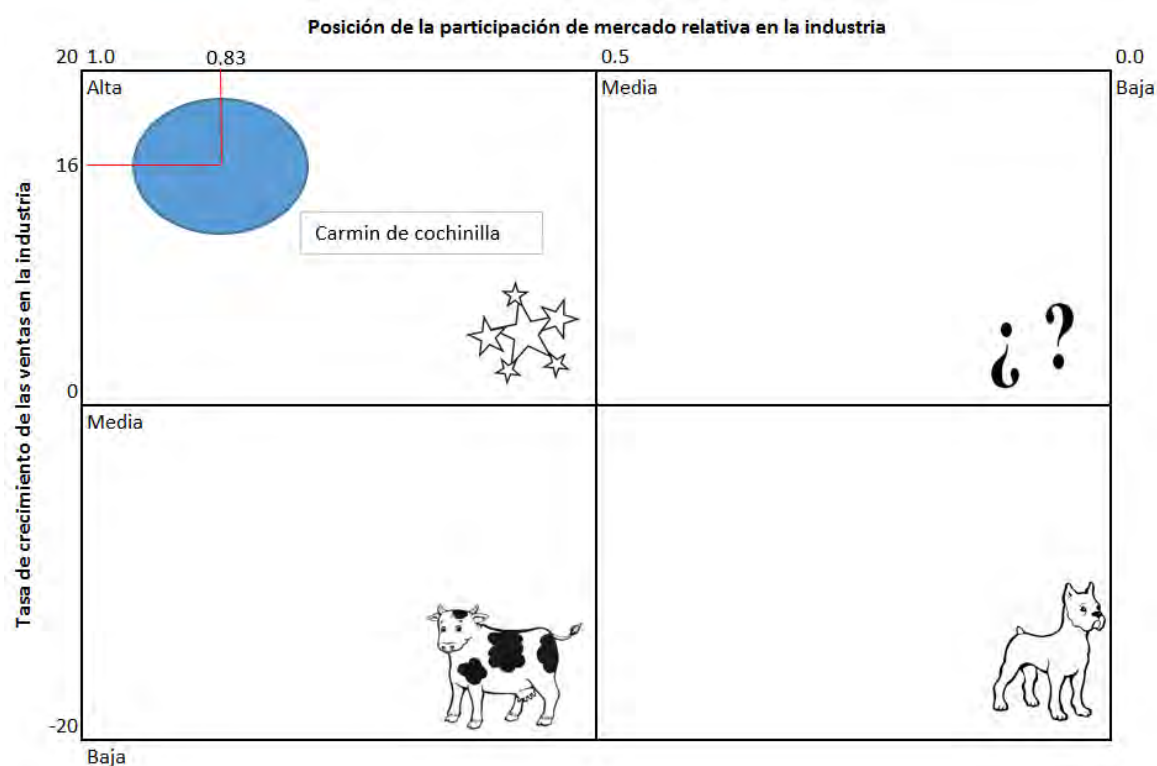 Posición de la participación de mercado relativa en la industria
20 1.0 0.83 0.5 0.0
Alta Media Baja
16
Carmin de cochinilla
¿ ?
0
Media
-20
Baja
Tasa de crecimiento de las ventas en la industria